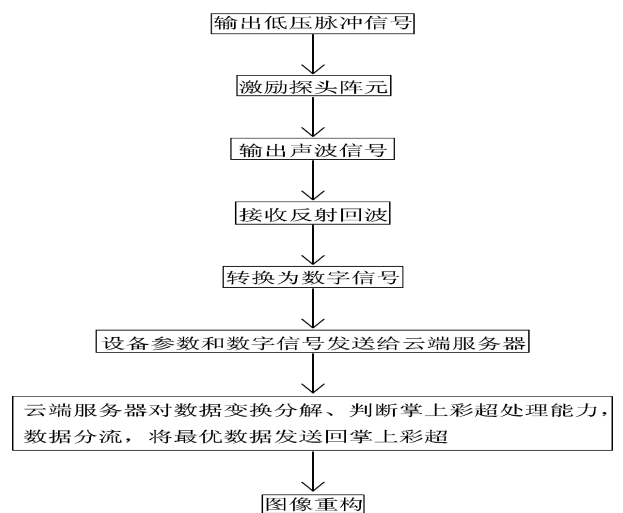 输出低压脉冲信号
激励探头阵元
输出声波信号
接收反射回波
转换为数字信号
设备参数和数字信号发送给云端服务器
云端服务器对数据变换分解、判断掌上彩超处理能力，
数据分流，将最优数据发送回掌上彩超
图像重构